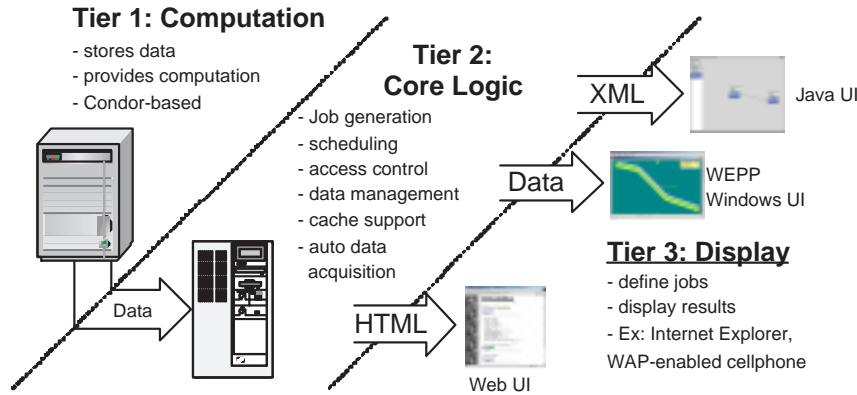 Tier 1: Computation
- stores data
- provides computation
- Condor-based
Data
Tier 2:
Core Logic
- Job generation
- scheduling
- access control
- data management
- cache support
- auto data
acquisition
XML
Java UI
Data
WEPP
Windows UI
HTML
Web UI
Tier 3: Display
- define jobs
- display results
- Ex: Internet Explorer,
WAP-enabled cellphone